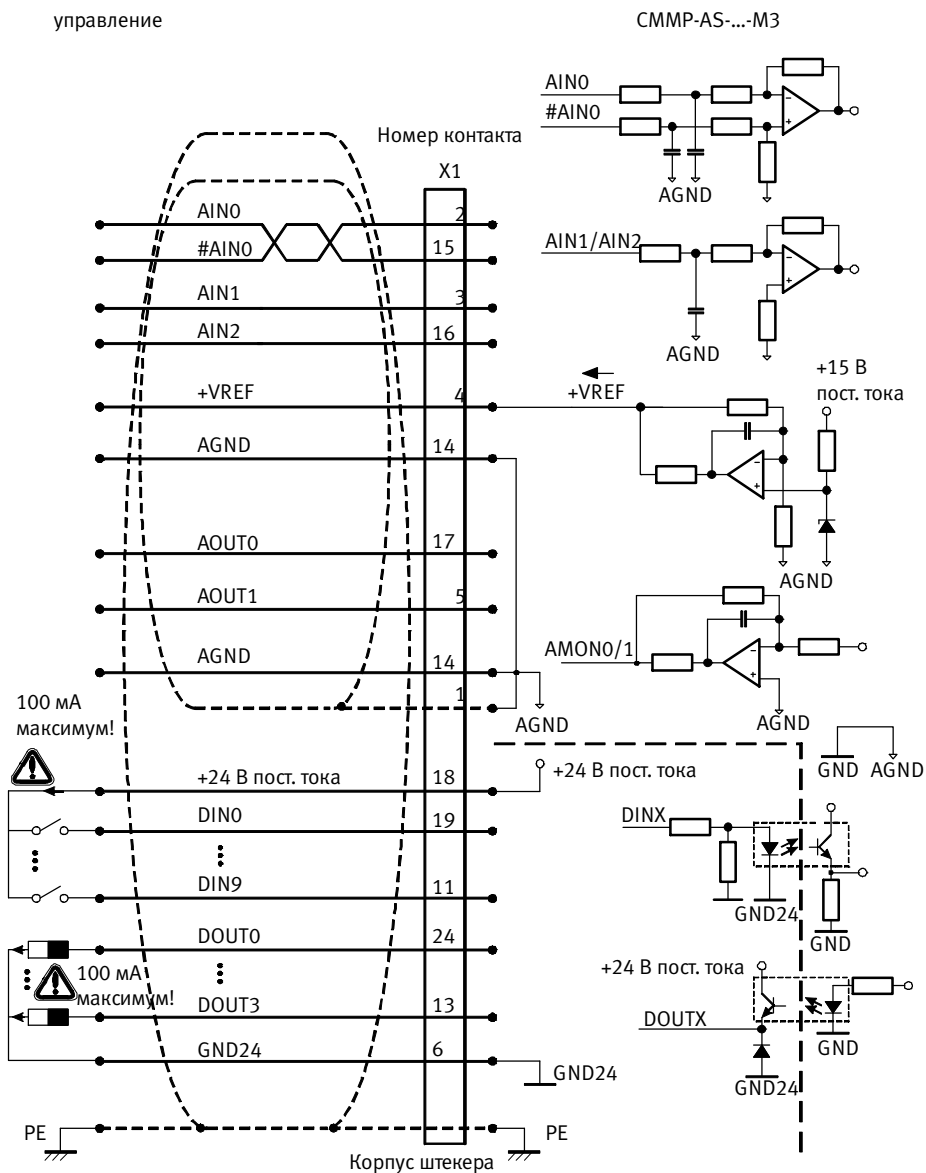 управление
CMMP-AS-...-M3
Номер контакта
X1
AIN0
2
#AIN0
15
AIN1
3
AIN2
16
+VREF
4
AGND
14
AOUT0
17
AOUT1
5
AGND
14
1
AGND
100 мА
максимум!
+24 В пост. тока
18
+24 В пост. тока
DIN0
19
DIN9
11
DOUT0
24
100 мА
максимум!
DOUT3
13
GND24
6
GND24
PE
PE
Корпус штекера
AIN0
#AIN0
−
+
AGND
AIN1/AIN2
−
+
AGND
+VREF
+15 В
пост. тока
−
+
AGND
AMON0/1
−
+
AGND
GND
AGND
DINX
GND24
GND
+24 В пост. тока
DOUTX
GND
GND24